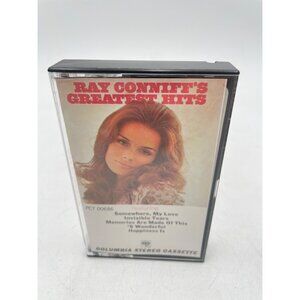 RAY CONNIFF'S
GREATEST HITS
PCT 00686
Somewhere, My Love
Invisible Tears
Memories Are Made Of This
'S Wonderful
Happiness Is
COLUMBIA STEREO CASSETTE